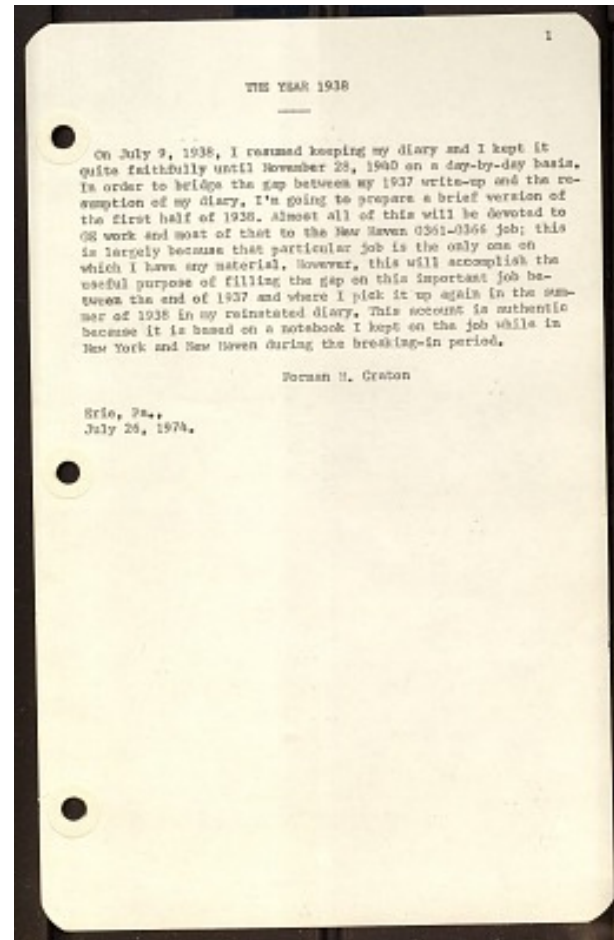 1
THE YEAR 1938
On July 9, 1938, I resumed keeping my diary and I kept it
quite faithfully until November 28, 1940 on a day-by-day basis.
In order to bridge the gap between my 1937 write-up and the re-
sumption of my diary, I'm going to prepare a brief version of
the first half of 1938. Almost all of this will be devoted to
GE work and most of that to the New Haven 0361-0366 job; this
is largely because that particular job is the only one on
which I have any material. However, this will accomplish the
useful purpose of filling the gap on this important job be-
tween the end of 1937 and where I pick it up again in the sum-
mer of 1938 in my reinstated diary. This account is authentic
because it is based on a notebook I kept on the job while in
New York and New Haven during the breaking-in period.
Forman H. Craton
Erie, Pa.,
July 26, 1974.